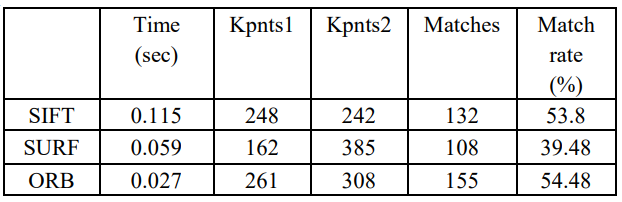 Time (sec) Kpnts1 Kpnts2 Matches Match rate (%)
SIFT 0.115 248 242 132 53.8
SURF 0.059 162 385 108 39.48
ORB 0.027 261 308 155 54.48